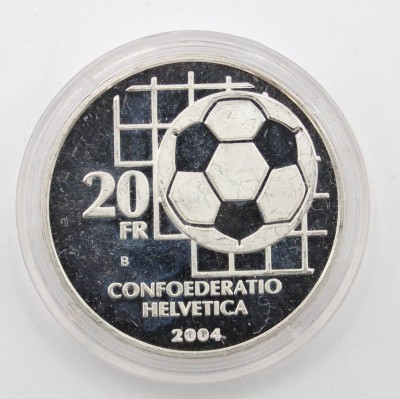 20
FR
B
CONFOEDERATIO
HELVETICA
2004